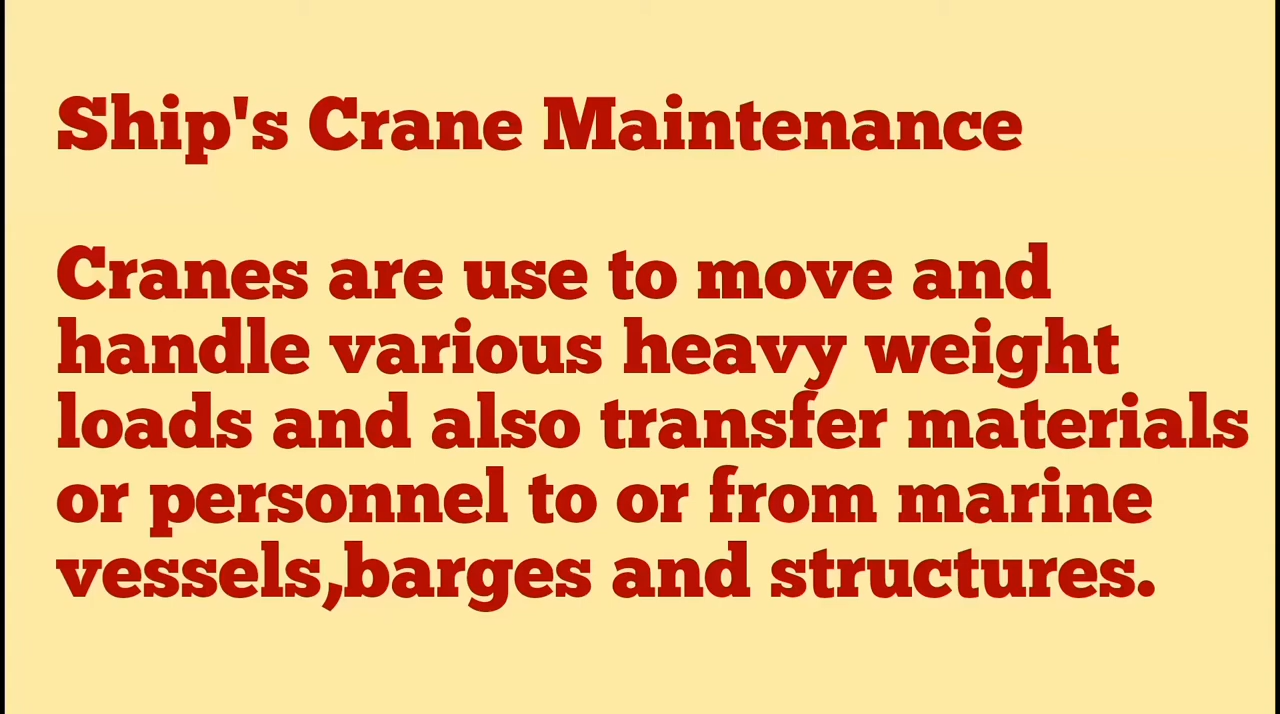 Ship's Crane Maintenance
Cranes are use to move and
handle various heavy weight
loads and also transfer materials
or personnel to or from marine
vessels,barges and structures.